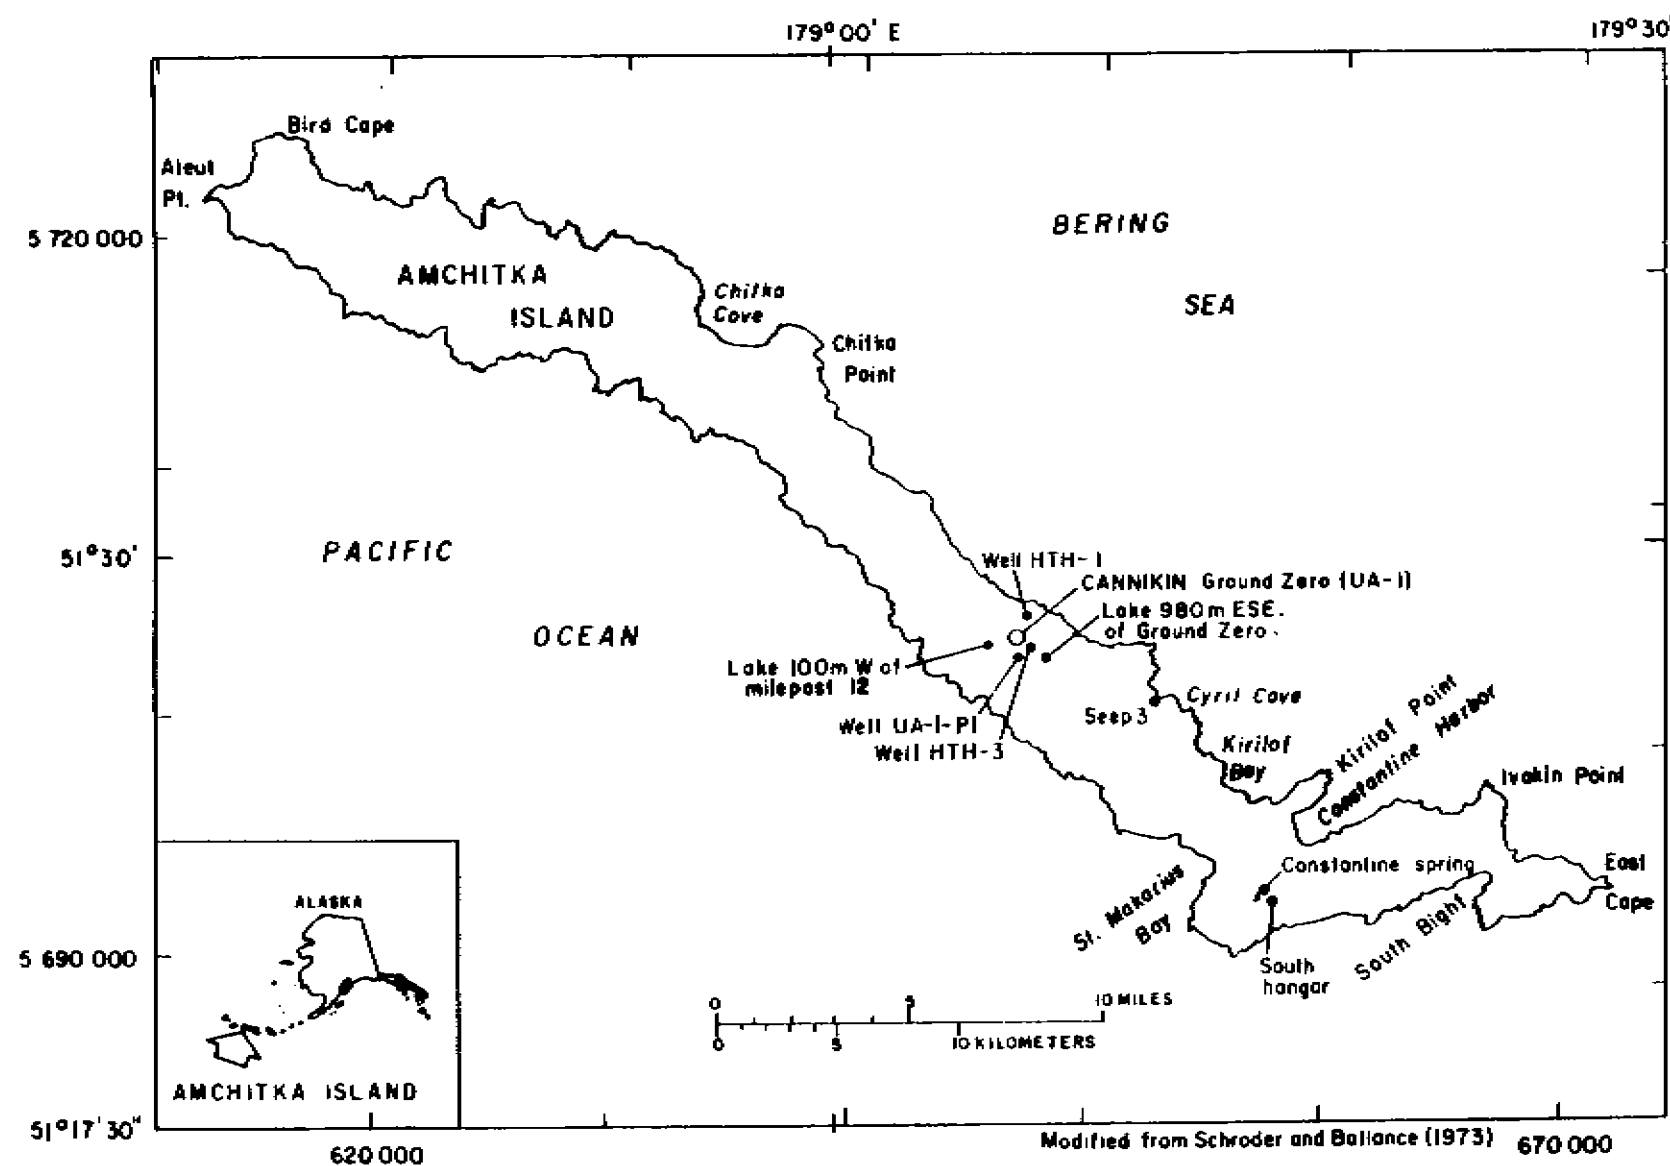 179°00' E
179°30'
Bird Cape
Aleut
Pt.
BERING
5 720 000
AMCHITKA
ISLAND
Chitka
Cove
SEA
Chitka
Point
PACIFIC
51°30'
Well HTH-1
CANNIKIN Ground Zero (UA-1)
Lake 980m ESE.
of Ground Zero.
OCEAN
Lake 100m W of
milepost 12
Cyril Cove
Seep 3
Well UA-1-P1
Well HTH-3
Kirilof
Bay
Kirilof Point
Constantine Harbor
Ivakin Point
Constantine spring
East
Cape
St. Makarius
Bay
South Bight
South
hangar
ALASKA
5 690 000
0 5 10 MILES
0 5 10 KILOMETERS
AMCHITKA ISLAND
51°17'30"
620 000
Modified from Schroder and Ballance (1973)
670 000